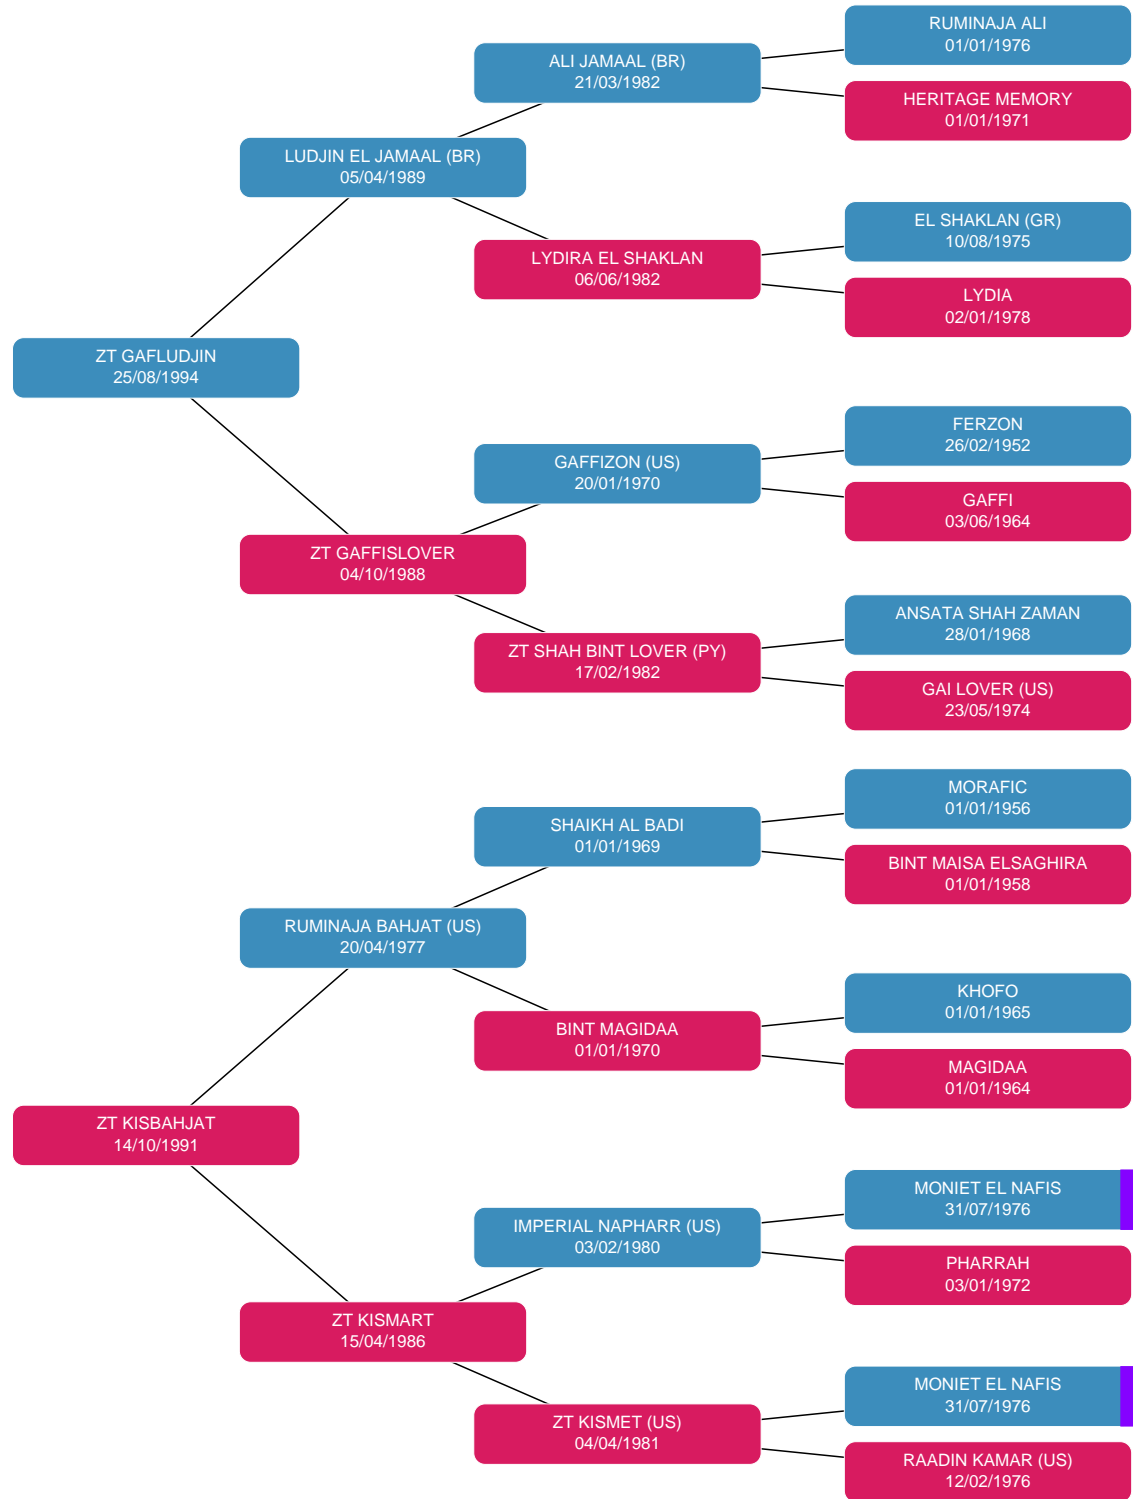 RUMINAJA ALI
01/01/1976
ALI JAMAAL (BR)
21/03/1982
HERITAGE MEMORY
01/01/1971
LUDJIN EL JAMAAL (BR)
05/04/1989
EL SHAKLAN (GR)
10/08/1975
LYDIRA EL SHAKLAN
06/06/1982
LYDIA
02/01/1978
ZT GAFLUDJIN
25/08/1994
FERZON
26/02/1952
GAFFIZON (US)
20/01/1970
GAFFI
03/06/1964
ZT GAFFISLOVER
04/10/1988
ANSATA SHAH ZAMAN
28/01/1968
ZT SHAH BINT LOVER (PY)
17/02/1982
GAI LOVER (US)
23/05/1974
MORAFIC
01/01/1956
SHAIKH AL BADI
01/01/1969
BINT MAISA ELSAGHIRA
01/01/1958
RUMINAJA BAHJAT (US)
20/04/1977
KHOFO
01/01/1965
BINT MAGIDAA
01/01/1970
MAGIDAA
01/01/1964
ZT KISBAHJAT
14/10/1991
MONIET EL NAFIS
31/07/1976
IMPERIAL NAPHARR (US)
03/02/1980
PHARRAH
03/01/1972
ZT KISMART
15/04/1986
MONIET EL NAFIS
31/07/1976
ZT KISMET (US)
04/04/1981
RAADIN KAMAR (US)
12/02/1976